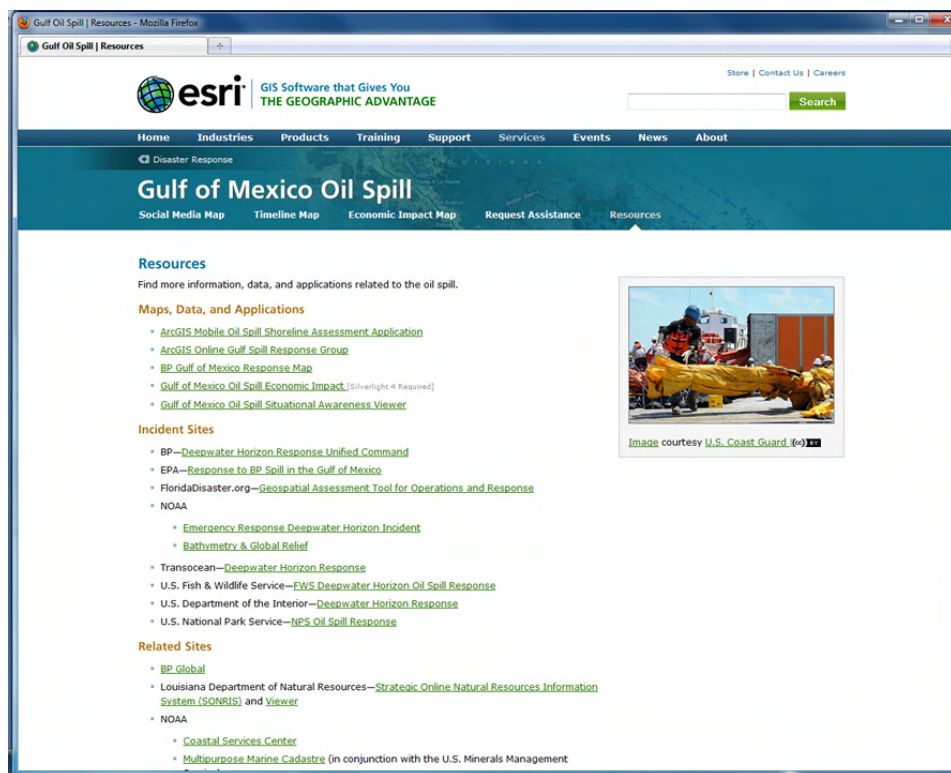 Gulf Oil Spill | Resources - Mozilla Firefox
Gulf Oil Spill | Resources
Store | Contact Us | Careers
esri
GIS Software that Gives You
THE GEOGRAPHIC ADVANTAGE
Search
Home Industries Products Training Support Services Events News About
Disaster Response
LOUISIANA
Gulf of Mexico Oil Spill
Social Media Map Timeline Map Economic Impact Map Request Assistance Resources
Resources
Find more information, data, and applications related to the oil spill.
Maps, Data, and Applications
ArcGIS Mobile Oil Spill Shoreline Assessment Application
ArcGIS Online Gulf Spill Response Group
BP Gulf of Mexico Response Map
Gulf of Mexico Oil Spill Economic Impact [Silverlight 4 Required]
Gulf of Mexico Oil Spill Situational Awareness Viewer
Image courtesy U.S. Coast Guard (cc) BY
Incident Sites
BP—Deepwater Horizon Response Unified Command
EPA—Response to BP Spill in the Gulf of Mexico
FloridaDisaster.org—Geospatial Assessment Tool for Operations and Response
NOAA
Emergency Response Deepwater Horizon Incident
Bathymetry & Global Relief
Transocean—Deepwater Horizon Response
U.S. Fish & Wildlife Service—FWS Deepwater Horizon Oil Spill Response
U.S. Department of the Interior—Deepwater Horizon Response
U.S. National Park Service—NPS Oil Spill Response
Related Sites
BP Global
Louisiana Department of Natural Resources—Strategic Online Natural Resources Information
System (SONRIS) and Viewer
NOAA
Coastal Services Center
Multipurpose Marine Cadastre (in conjunction with the U.S. Minerals Management